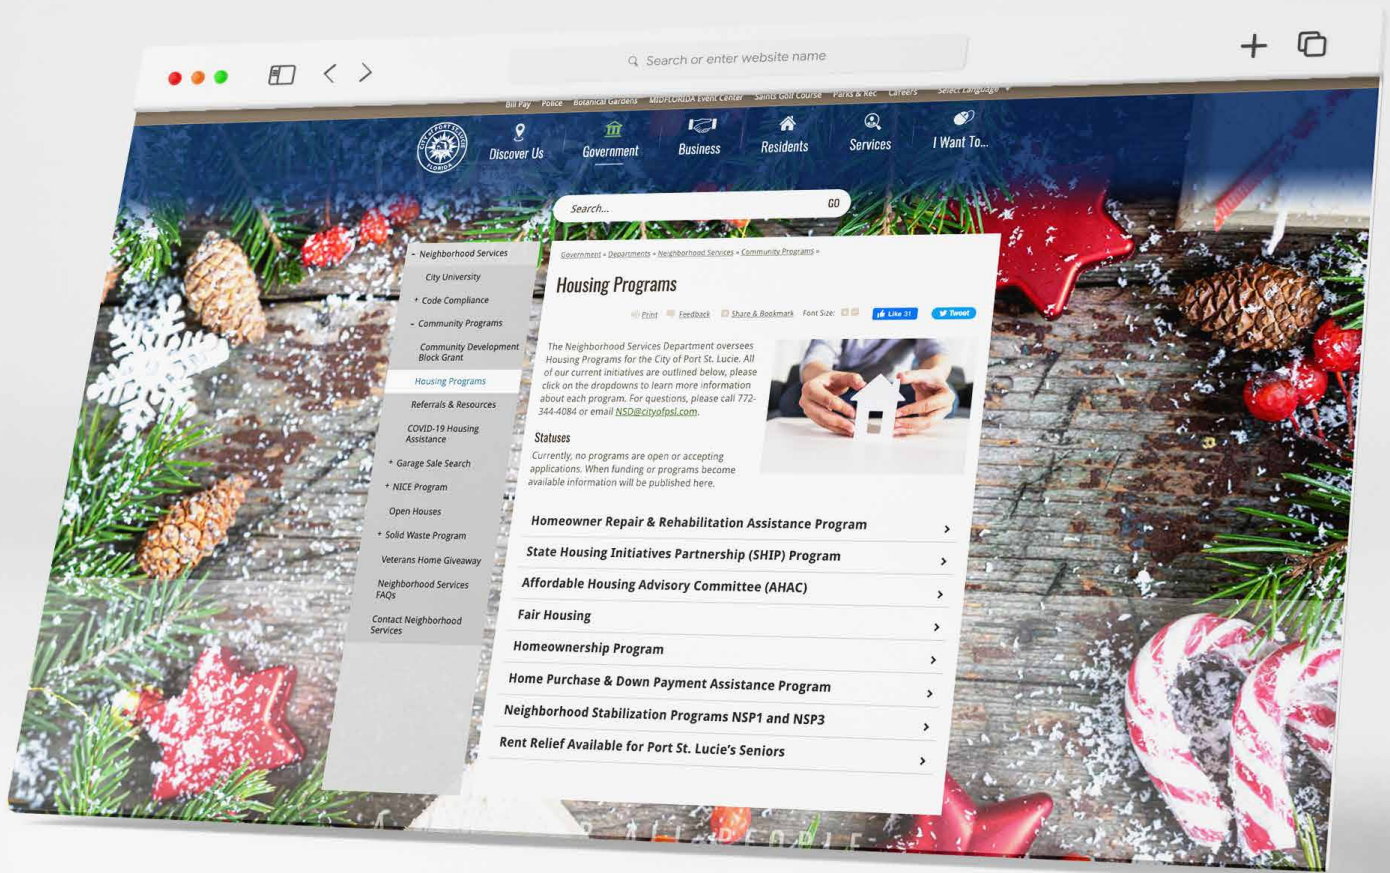 Search or enter website name
Bill Pay Police Botanical Gardens MIDFLORIDA Event Center Saints Golf Course Parks & Rec Careers Select Language
CITY OF PORT ST. LUCIE
FLORIDA
Discover Us Government Business Residents Services I Want To...
Search... GO
- Neighborhood Services
City University
+ Code Compliance
- Community Programs
Community Development
Block Grant
Housing Programs
Referrals & Resources
COVID-19 Housing
Assistance
+ Garage Sale Search
+ NICE Program
Open Houses
+ Solid Waste Program
Veterans Home Giveaway
Neighborhood Services
FAQs
Contact Neighborhood
Services
Government » Departments » Neighborhood Services » Community Programs »
Housing Programs
Print Feedback Share & Bookmark Font Size: + - Like 31 Tweet
The Neighborhood Services Department oversees
Housing Programs for the City of Port St. Lucie. All
of our current initiatives are outlined below, please
click on the dropdowns to learn more information
about each program. For questions, please call 772-
344-4084 or email NSD@cityofpsl.com.
Statuses
Currently, no programs are open or accepting
applications. When funding or programs become
available information will be published here.
Homeowner Repair & Rehabilitation Assistance Program
State Housing Initiatives Partnership (SHIP) Program
Affordable Housing Advisory Committee (AHAC)
Fair Housing
Homeownership Program
Home Purchase & Down Payment Assistance Program
Neighborhood Stabilization Programs NSP1 and NSP3
Rent Relief Available for Port St. Lucie's Seniors
A ALL PEOPLE